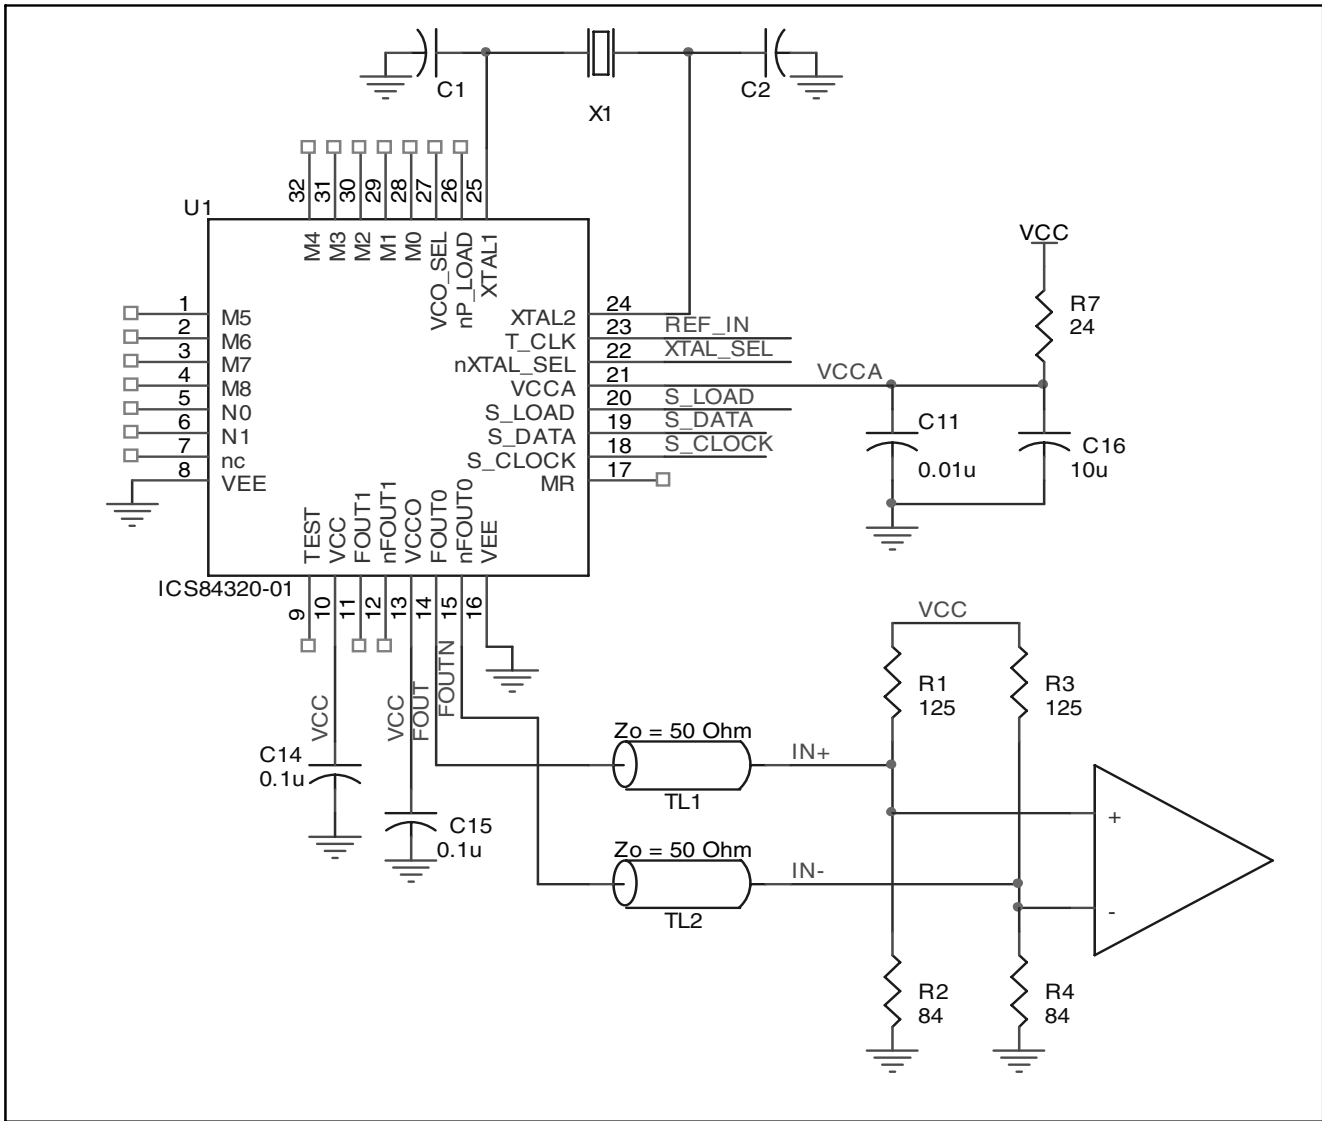 C1
X1
C2
U1
32
31
30
29
28
27
26
25
M4
M3
M2
M1
M0
VCO_SEL
nP_LOAD
XTAL1
1
2
3
4
5
6
7
8
M5
M6
M7
M8
N0
N1
nc
VEE
XTAL2
T_CLK
nXTAL_SEL
VCCA
S_LOAD
S_DATA
S_CLOCK
MR
24
23
22
21
20
19
18
17
REF_IN
XTAL_SEL
VCCA
S_LOAD
S_DATA
S_CLOCK
VCC
R7
24
C11
0.01u
C16
10u
TEST
VCC
FOUT1
nFOUT1
VCCO
FOUT0
nFOUT0
VEE
ICS84320-01
9
10
11
12
13
14
15
16
VCC
VCC
FOUT
FOUTN
C14
0.1u
C15
0.1u
Zo = 50 Ohm
TL1
IN+
Zo = 50 Ohm
TL2
IN-
VCC
R1
125
R3
125
+
-
R2
84
R4
84